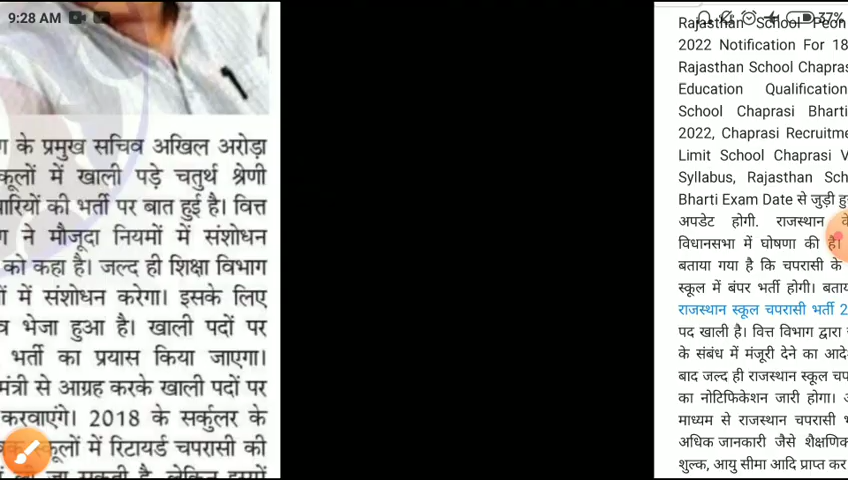 9:28 AM
37%
ग के प्रमुख सचिव अखिल अरोड़ा
कूलों में खाली पड़े चतुर्थ श्रेणी
चारियों की भर्ती पर बात हुई है। वित्त
ग ने मौजूदा नियमों में संशोधन
को कहा है। जल्द ही शिक्षा विभाग
में संशोधन करेगा। इसके लिए
भेजा हुआ है। खाली पदों पर
भर्ती का प्रयास किया जाएगा।
मंत्री से आग्रह करके खाली पदों पर
करवाएंगे। 2018 के सर्कुलर के
स्कूलों में रिटायर्ड चपरासी की
Rajasthan School Peon
2022 Notification For 18
Rajasthan School Chapras
Education Qualification
School Chaprasi Bharti
2022, Chaprasi Recruitme
Limit School Chaprasi V
Syllabus, Rajasthan Sch
Bharti Exam Date से जुड़ी हु
अपडेट होगी. राजस्थान के
विधानसभा में घोषणा की है।
बताया गया है कि चपरासी के
स्कूल में बंपर भर्ती होगी। बताय
राजस्थान स्कूल चपरासी भर्ती 2
पद खाली है। वित्त विभाग द्वारा
के संबंध में मंजूरी देने का आदे
बाद जल्द ही राजस्थान स्कूल चप
का नोटिफिकेशन जारी होगा।
माध्यम से राजस्थान चपरासी भ
अधिक जानकारी जैसे शैक्षणिक
शुल्क, आयु सीमा आदि प्राप्त कर